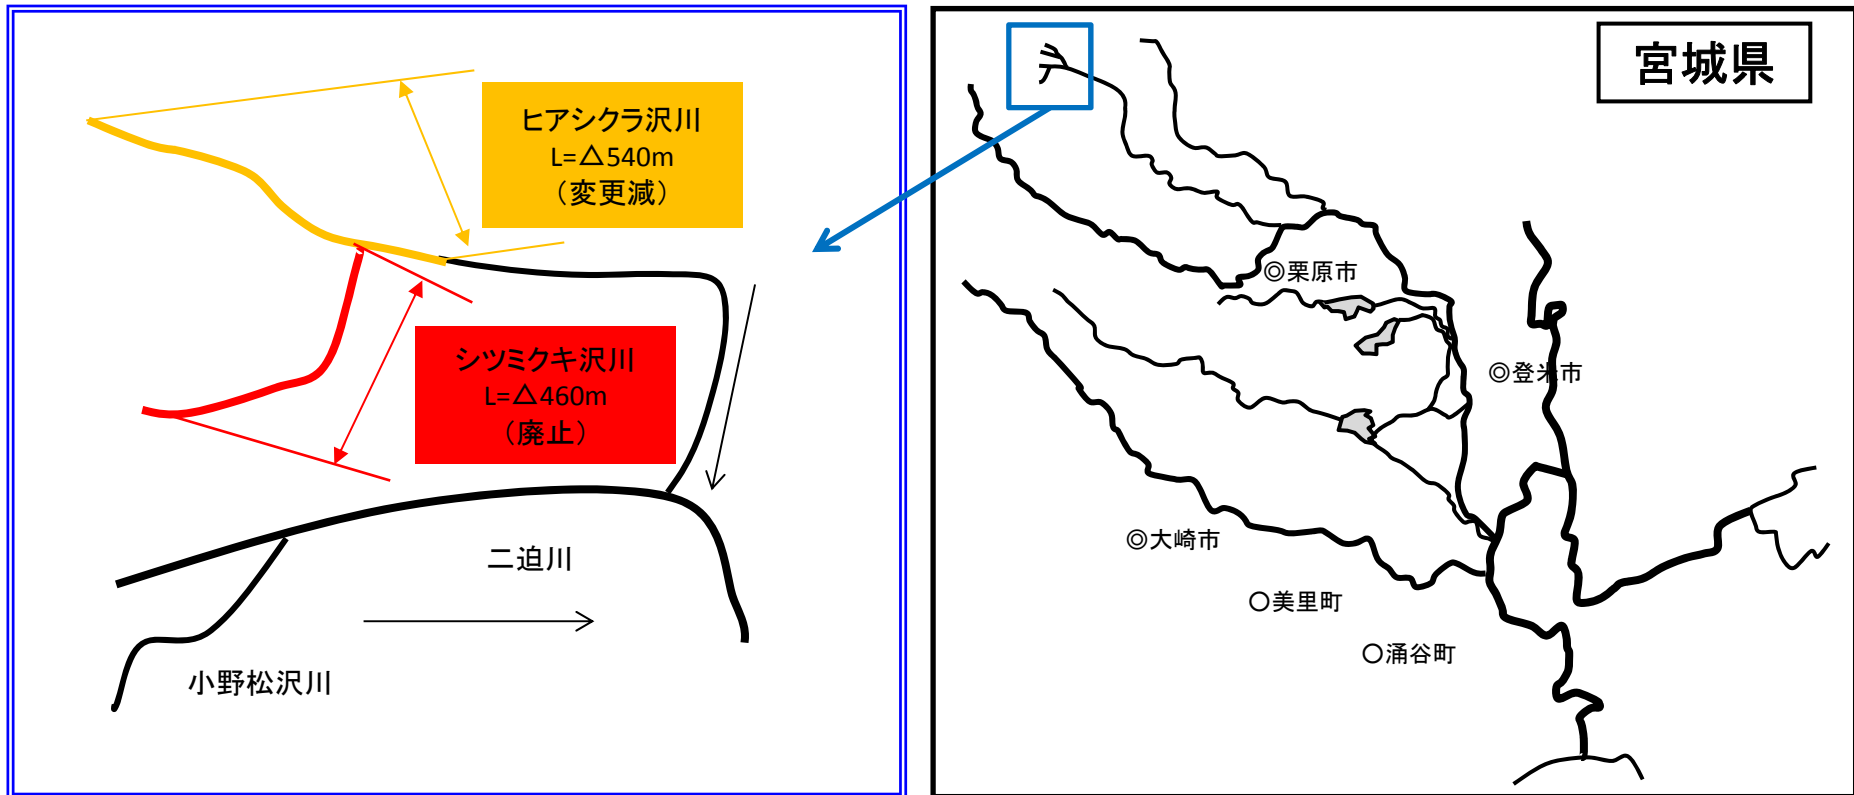 ヒアシクラ沢川
L=△540m
（変更減）
シツミクキ沢川
L=△460m
（廃止）
二迫川
小野松沢川
宮城県
◎栗原市
◎登米市
◎大崎市
○美里町
○涌谷町